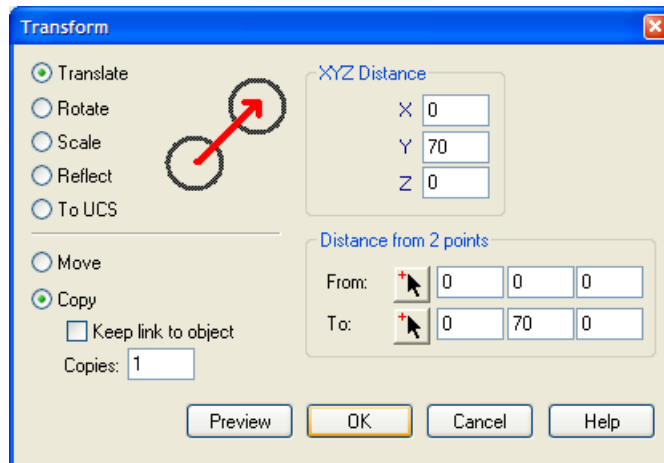 Transform
Translate
Rotate
Scale
Reflect
To UCS
Move
Copy
Keep link to object
Copies: 1
XYZ Distance
X 0
Y 70
Z 0
Distance from 2 points
From: 0 0 0
To: 0 70 0
Preview OK Cancel Help